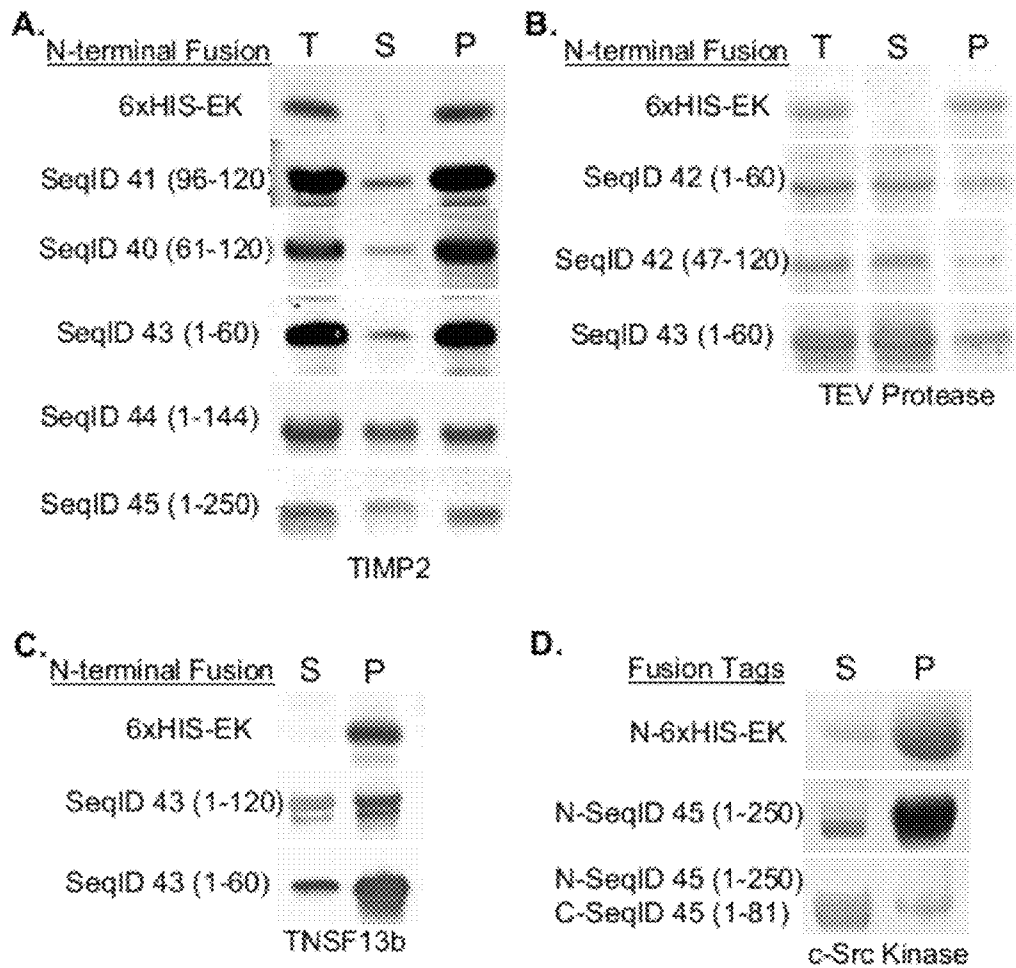 A.
N-terminal Fusion T S P
6xHIS-EK
SeqID 41 (96-120)
SeqID 40 (61-120)
SeqID 43 (1-60)
SeqID 44 (1-144)
SeqID 45 (1-250)
TIMP2
B.
N-terminal Fusion T S P
6xHIS-EK
SeqID 42 (1-60)
SeqID 42 (47-120)
SeqID 43 (1-60)
TEV Protease
C.
N-terminal Fusion S P
6xHIS-EK
SeqID 43 (1-120)
SeqID 43 (1-60)
TNSF13b
D.
Fusion Tags S P
N-6xHIS-EK
N-SeqID 45 (1-250)
N-SeqID 45 (1-250)
C-SeqID 45 (1-81)
c-Src Kinase